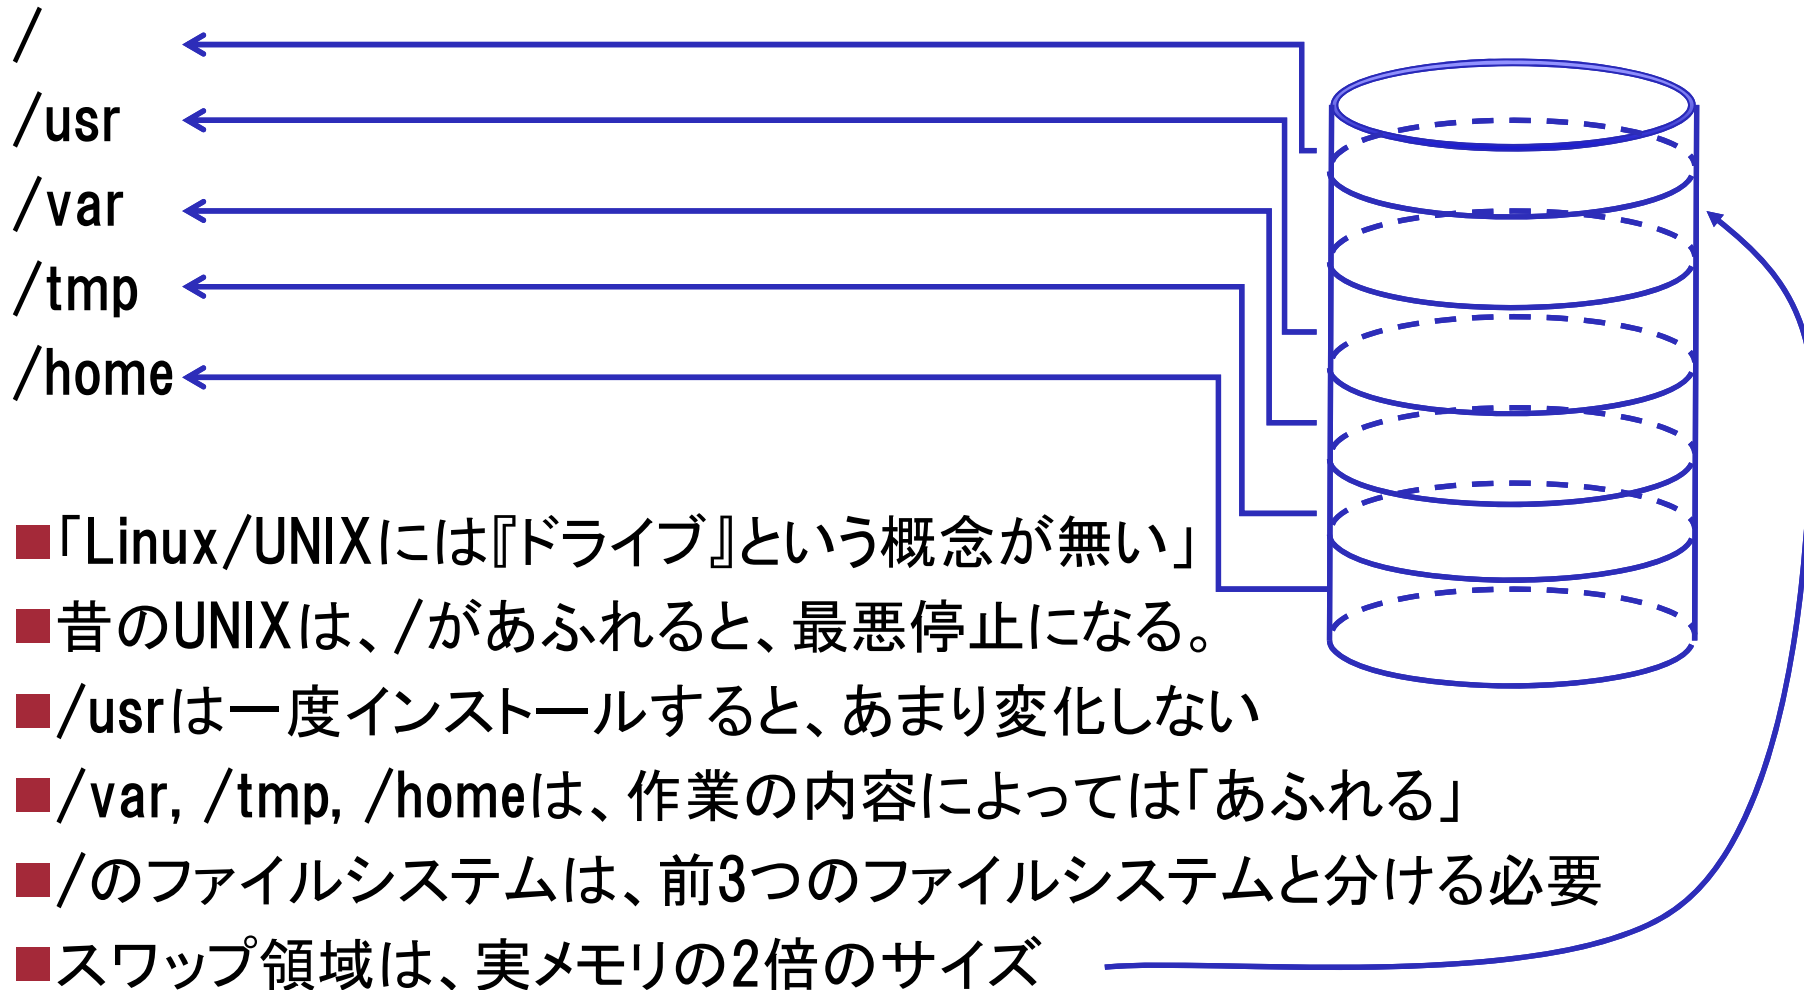 /
/usr
/var
/tmp
/home
■「Linux/UNIXには『ドライブ』という概念が無い」
■昔のUNIXは、/があふれると、最悪停止になる。
■/usrは一度インストールすると、あまり変化しない
■/var, /tmp, /homeは、作業の内容によっては「あふれる」
■/のファイルシステムは、前3つのファイルシステムと分ける必要
■スワップ領域は、実メモリの2倍のサイズ